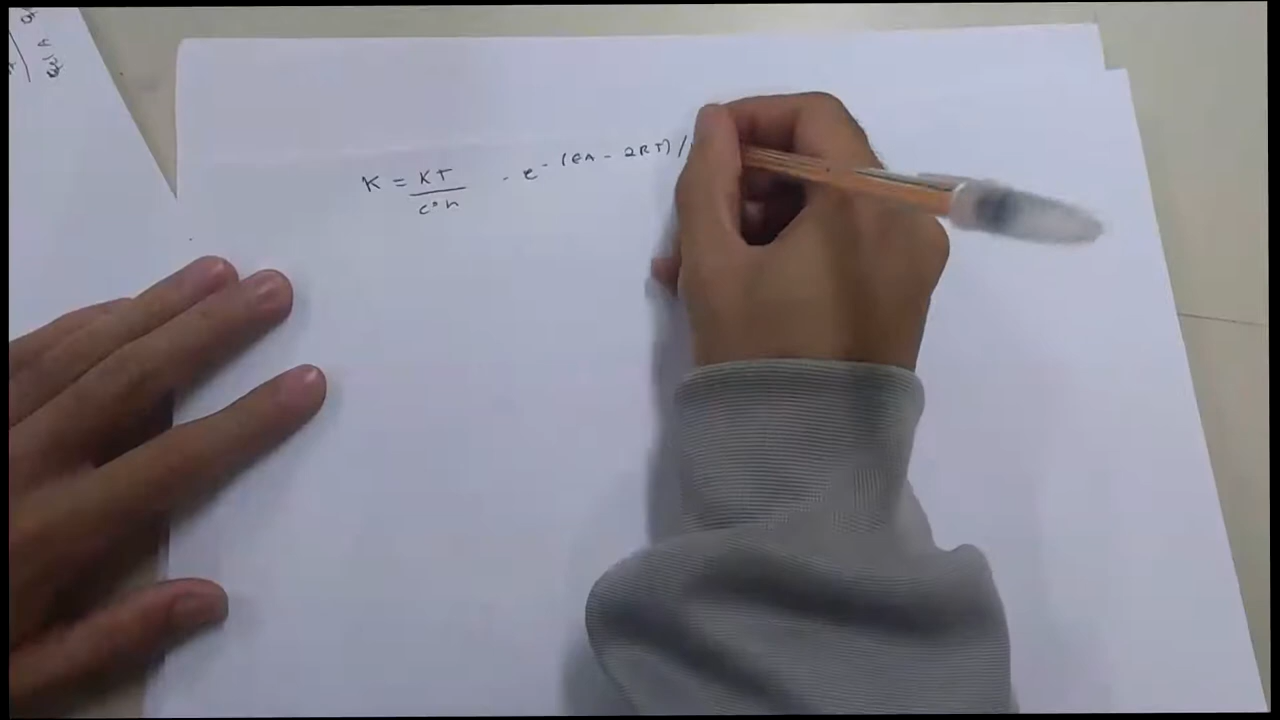 K = KT / c°h · e^-(EA - 2RT)/